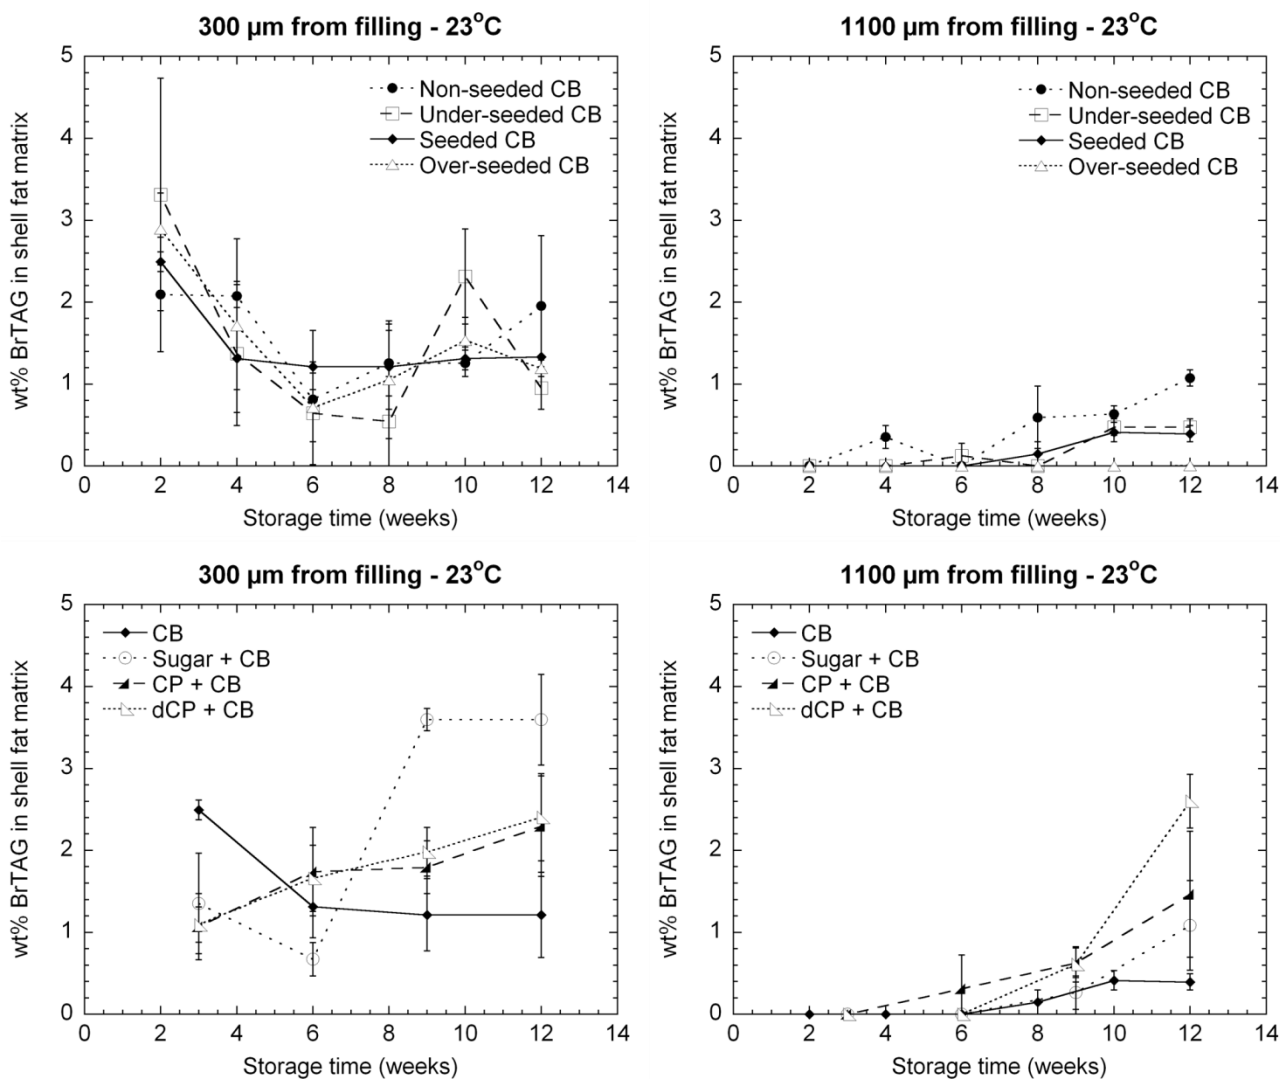 300 µm from filling - 23°C
5
4
3
2
1
0
wt% BrTAG in shell fat matrix
Non-seeded CB
Under-seeded CB
Seeded CB
Over-seeded CB
0 2 4 6 8 10 12 14
Storage time (weeks)
1100 µm from filling - 23°C
5
4
3
2
1
0
wt% BrTAG in shell fat matrix
Non-seeded CB
Under-seeded CB
Seeded CB
Over-seeded CB
0 2 4 6 8 10 12 14
Storage time (weeks)
300 µm from filling - 23°C
5
4
3
2
1
0
wt% BrTAG in shell fat matrix
CB
Sugar + CB
CP + CB
dCP + CB
0 2 4 6 8 10 12 14
Storage time (weeks)
1100 µm from filling - 23°C
5
4
3
2
1
0
wt% BrTAG in shell fat matrix
CB
Sugar + CB
CP + CB
dCP + CB
0 2 4 6 8 10 12 14
Storage time (weeks)